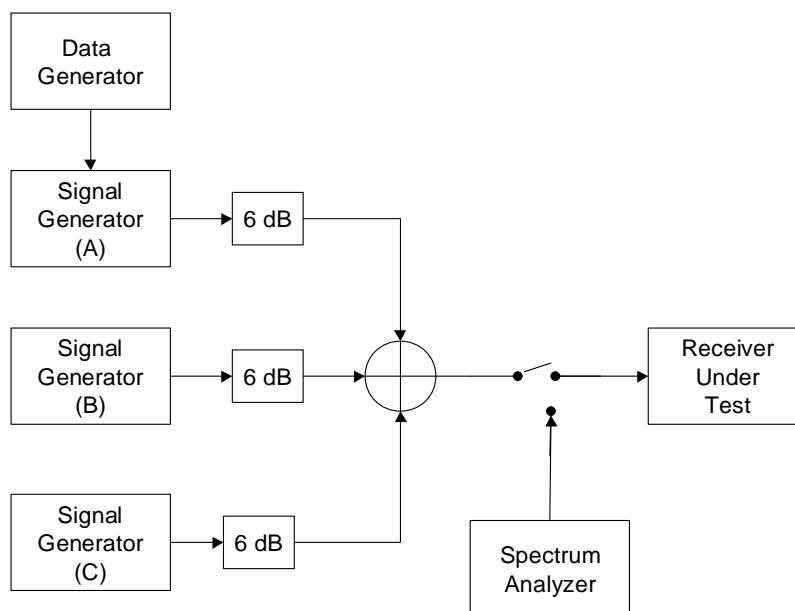 Data
Generator
Signal
Generator
(A)
6 dB
Signal
Generator
(B)
6 dB
Receiver
Under
Test
Signal
Generator
(C)
6 dB
Spectrum
Analyzer